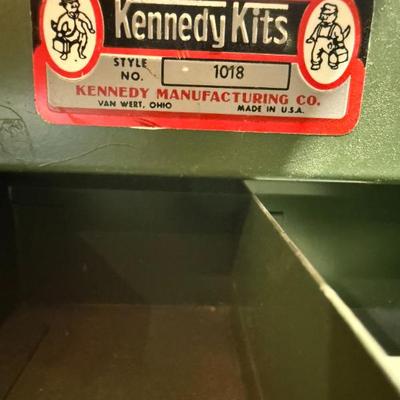 Kennedy Kits
STYLE NO. 1018
KENNEDY MANUFACTURING CO.
VAN WERT, OHIO MADE IN U.S.A.